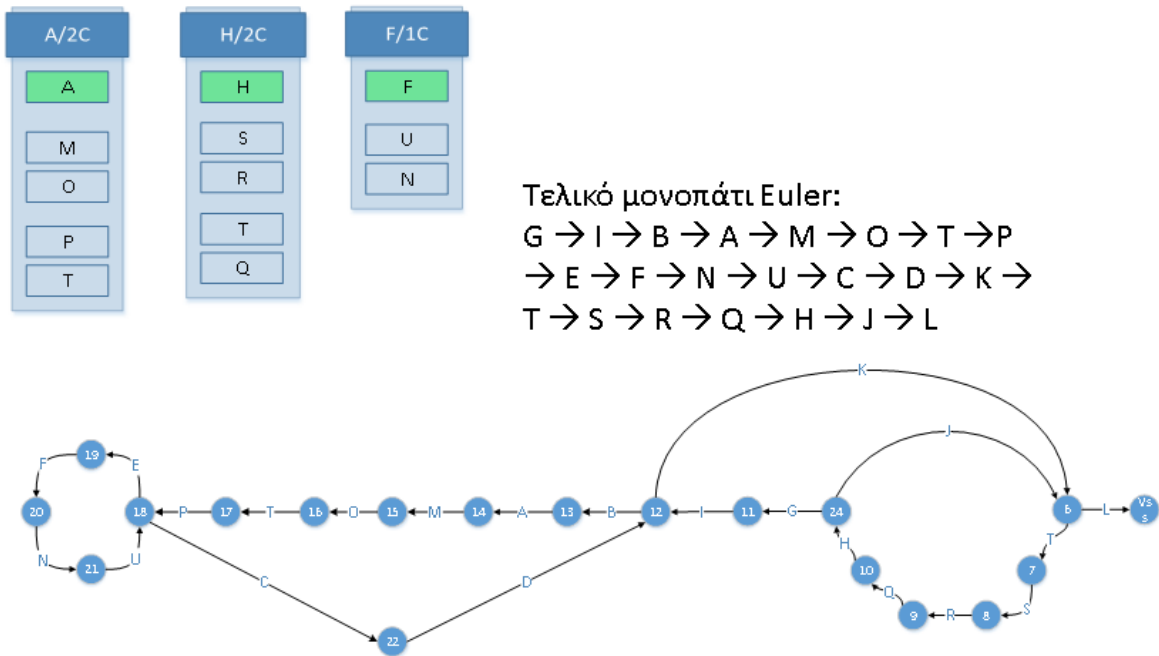 A/2C
A
M
O
P
T
H/2C
H
S
R
T
Q
F/1C
F
U
N
Τελικό μονοπάτι Euler:
G → I → B → A → M → O → T → P
→ E → F → N → U → C → D → K →
T → S → R → Q → H → J → L
K
J
F
19
E
20
18
P
17
T
16
O
15
M
14
A
13
B
12
I
11
G
24
6
L
Vs
s
N
21
U
C
D
22
H
10
Q
9
R
8
S
7
T